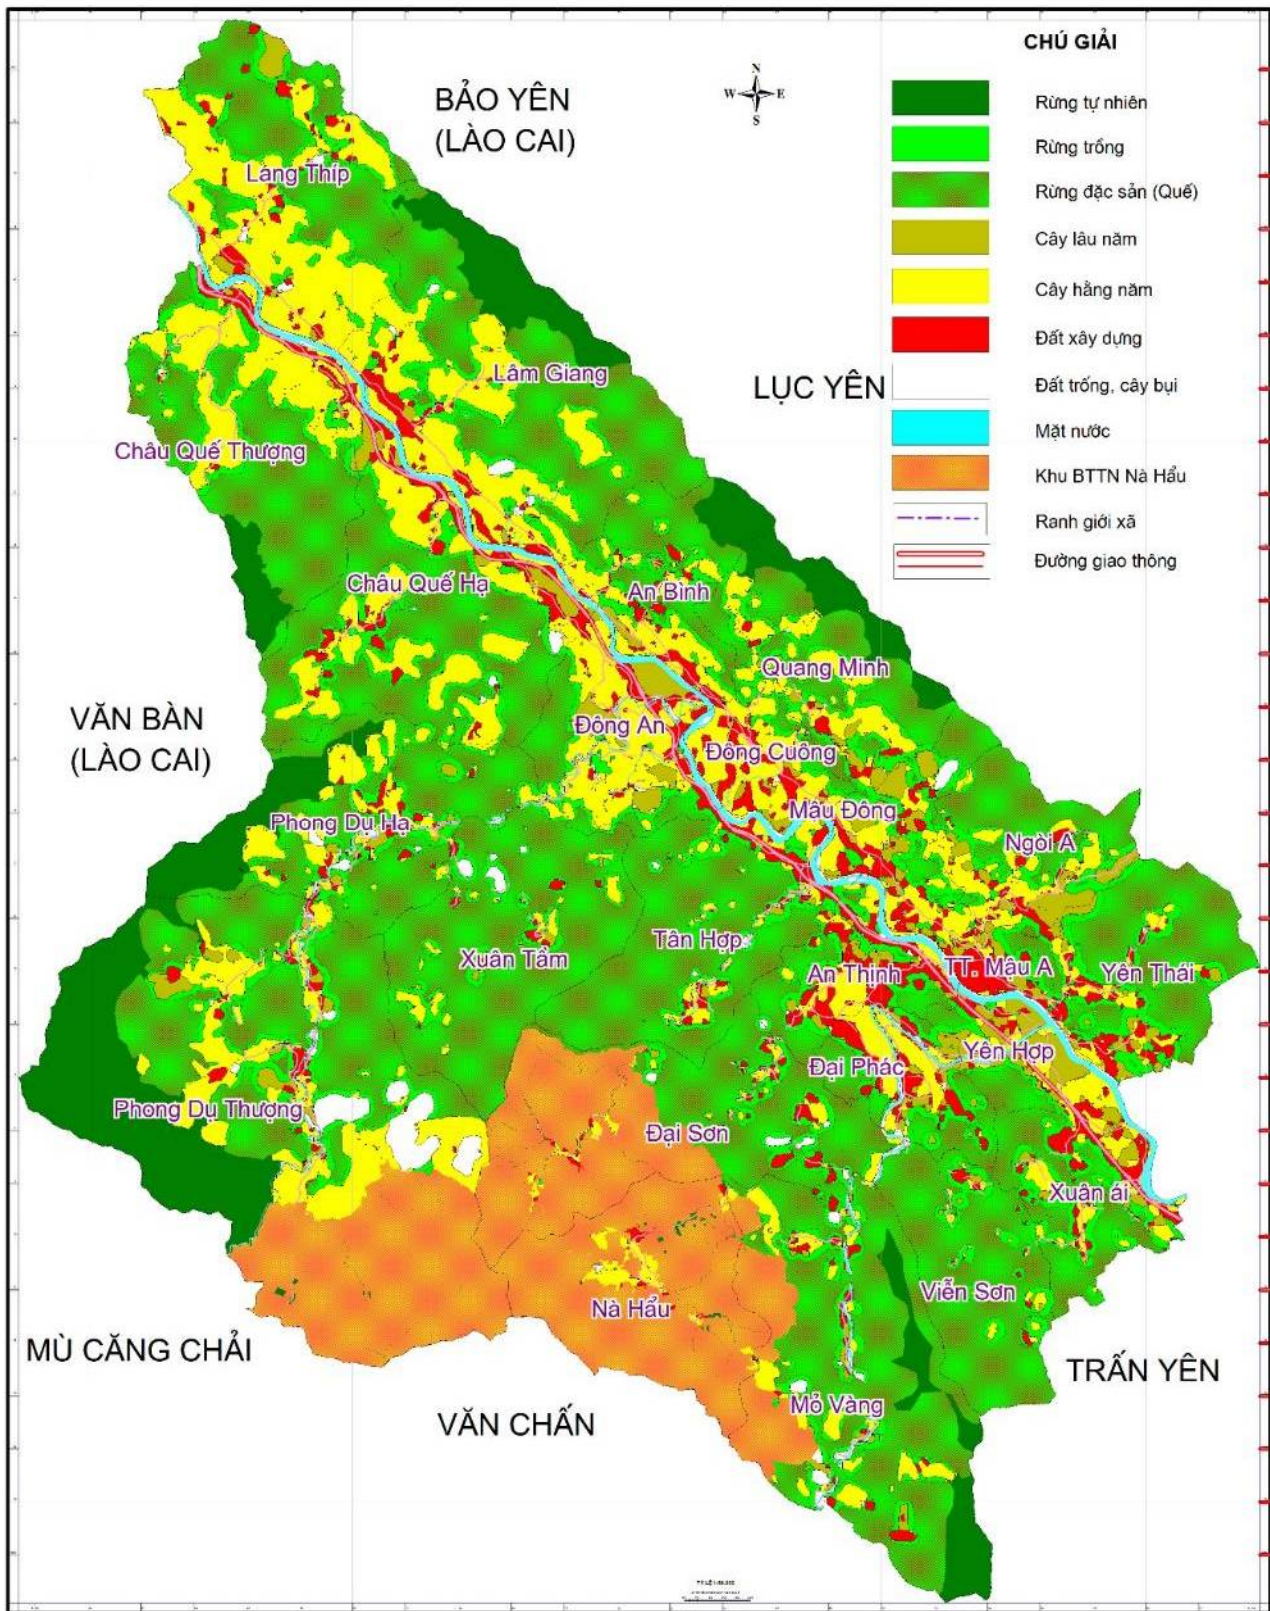 CHÚ GIẢI
Rừng tự nhiên
Rừng trồng
Rừng đặc sản (Quế)
Cây lâu năm
Cây hằng năm
Đất xây dựng
Đất trống, cây bụi
Mặt nước
Khu BTTN Nà Hẩu
Ranh giới xã
Đường giao thông
N
W E
S
BẢO YÊN
(LÀO CAI)
Lang Thíp
LỤC YÊN
Lâm Giang
Châu Quế Thượng
Châu Quế Hạ
An Bình
Quang Minh
VĂN BÀN
(LÀO CAI)
Đông An
Đông Cuông
Mậu Đông
Phong Dụ Hạ
Ngòi A
Tân Hợp
Xuân Tầm
An Thịnh
TT. Mậu A
Yên Thái
Yên Hợp
Đại Phác
Phong Dụ Thượng
Đại Sơn
Xuân ái
Viễn Sơn
Nà Hẩu
MÙ CĂNG CHẢI
TRẤN YÊN
Mỏ Vàng
VĂN CHẤN